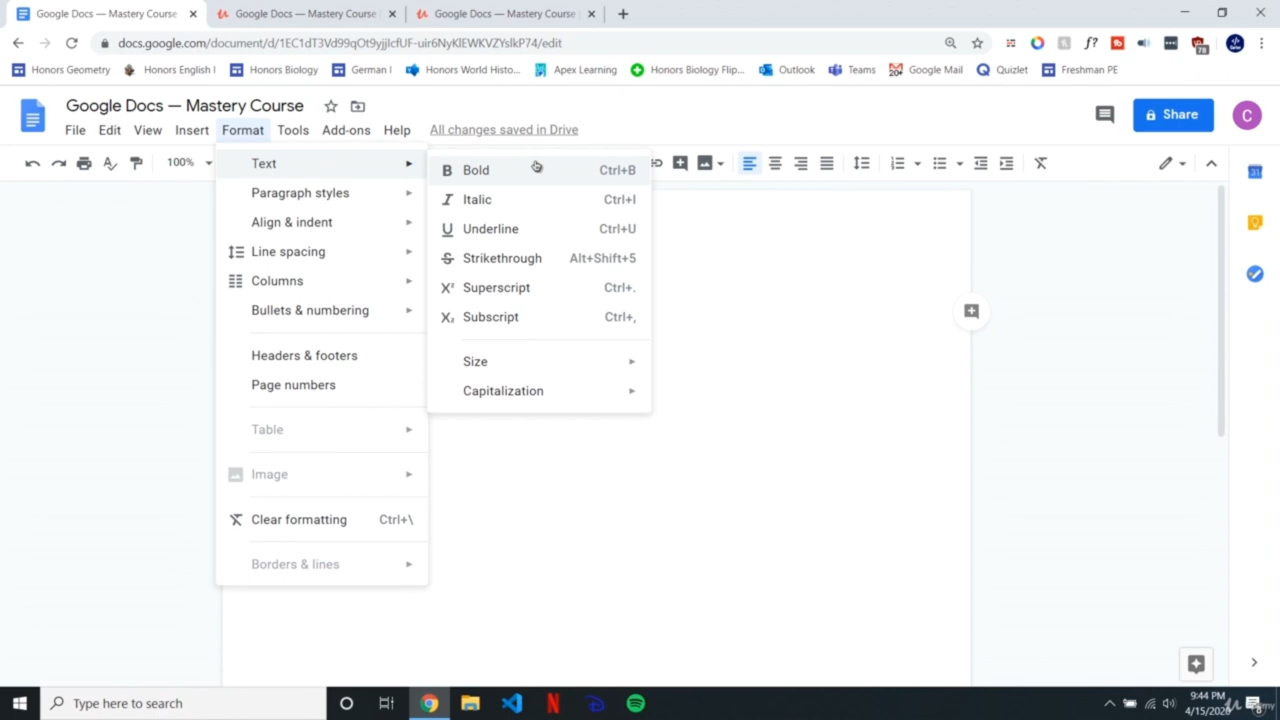 Google Docs — Mastery Course
Google Docs – Mastery Course
Google Docs – Mastery Course
docs.google.com/document/d/1EC1dT3Vd99qOt9yjjIcfUF-uir6NyKlEWKVZYslkP74/edit
78
Honors Geometry
Honors English I
Honors Biology
German I
Honors World Histo...
Apex Learning
Honors Biology Flip...
Outlook
Teams
Google Mail
Quizlet
Freshman PE
Google Docs — Mastery Course
Share
C
File Edit View Insert Format Tools Add-ons Help All changes saved in Drive
100%
Text
Paragraph styles
Align & indent
Line spacing
Columns
Bullets & numbering
Headers & footers
Page numbers
Table
Image
Clear formatting Ctrl+\
Borders & lines
Bold Ctrl+B
Italic Ctrl+I
Underline Ctrl+U
Strikethrough Alt+Shift+5
Superscript Ctrl+.
Subscript Ctrl+,
Size
Capitalization
31
Type here to search
9:44 PM
4/15/2020